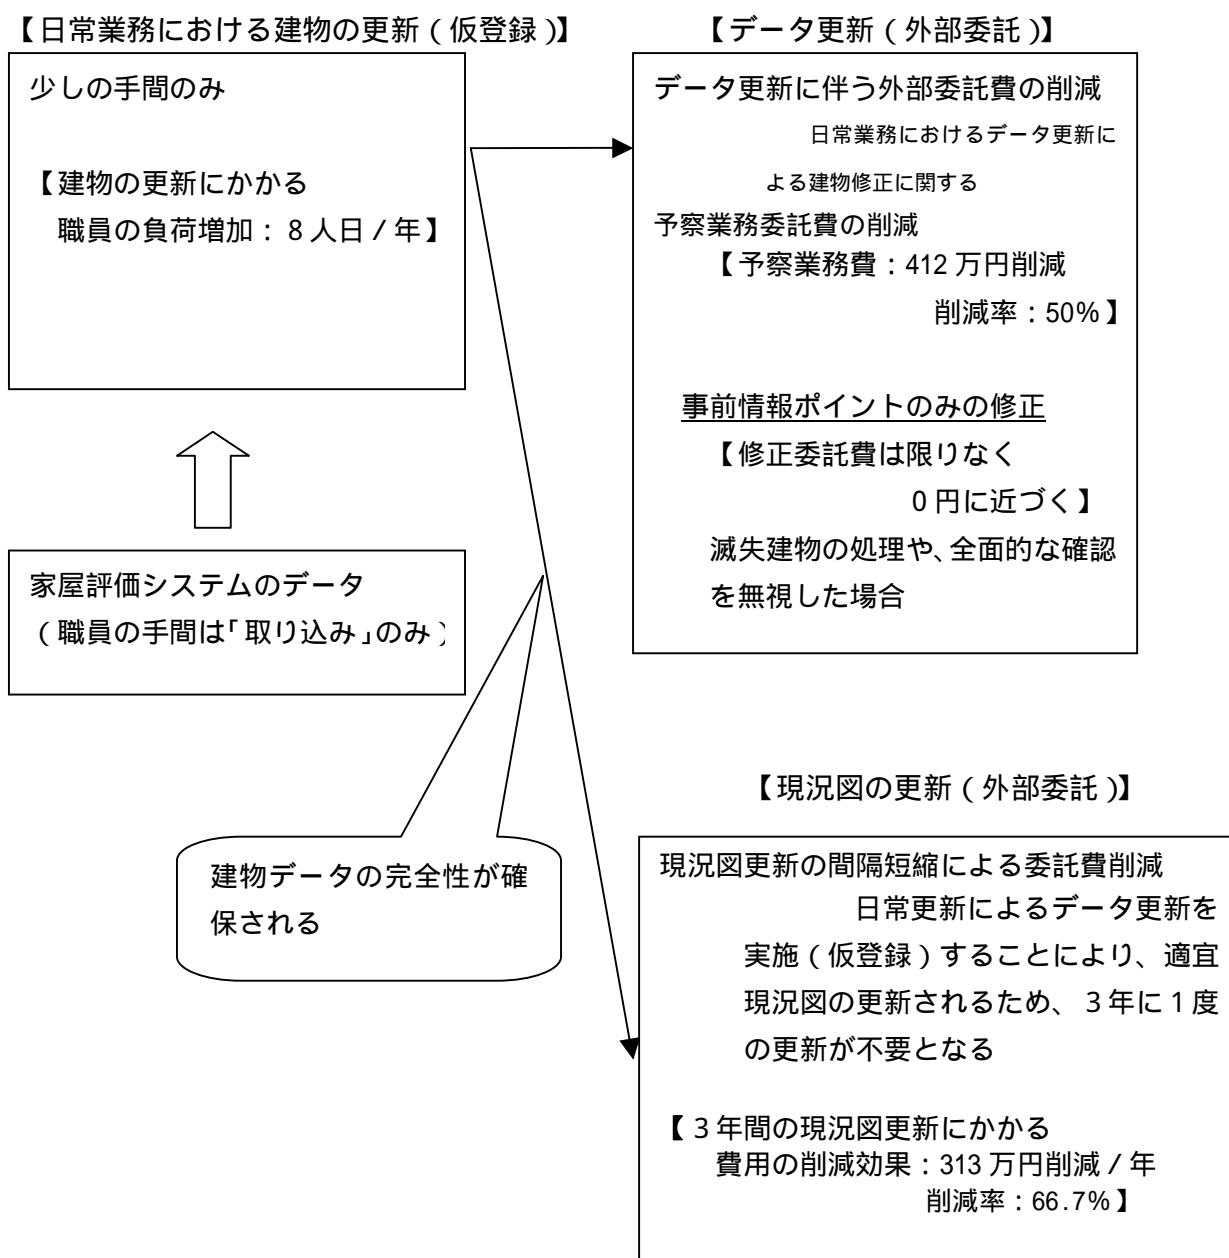 【日常業務における建物の更新（仮登録）】
少しの手間のみ
【建物の更新にかかる
職員の負荷増加：８人日／年】
家屋評価システムのデータ
（職員の手間は「取り込み」のみ）
建物データの完全性が確
保される
【データ更新（外部委託）】
データ更新に伴う外部委託費の削減
日常業務におけるデータ更新に
よる建物修正に関する
予察業務委託費の削減
【予察業務費：412 万円削減
削減率：50%】
事前情報ポイントのみの修正
【修正委託費は限りなく
０円に近づく】
滅失建物の処理や、全面的な確認
を無視した場合
【現況図の更新（外部委託）】
現況図更新の間隔短縮による委託費削減
日常更新によるデータ更新を
実施（仮登録）することにより、適宜
現況図の更新されるため、３年に１度
の更新が不要となる
【３年間の現況図更新にかかる
費用の削減効果：313 万円削減／年
削減率：66.7%】